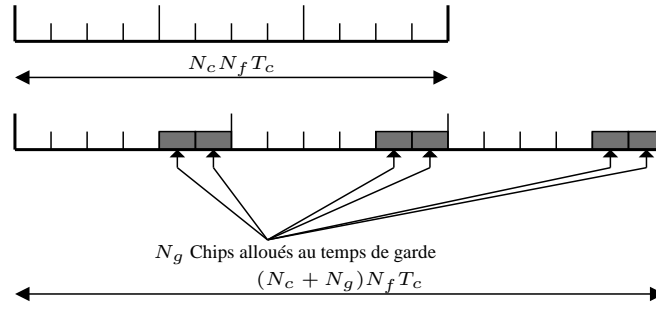 N_c N_f T_c
N_g Chips alloués au temps de garde
(N_c + N_g)N_f T_c